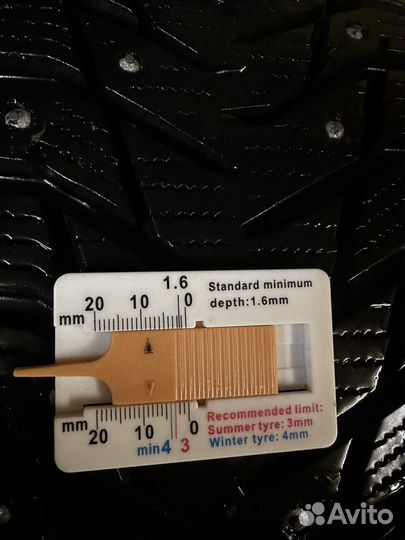 1.6
20 10 0
mm
Standard minimum
depth:1.6mm
mm
20 10 0
min4 3
Recommended limit:
Summer tyre: 3mm
Winter tyre: 4mm
Avito